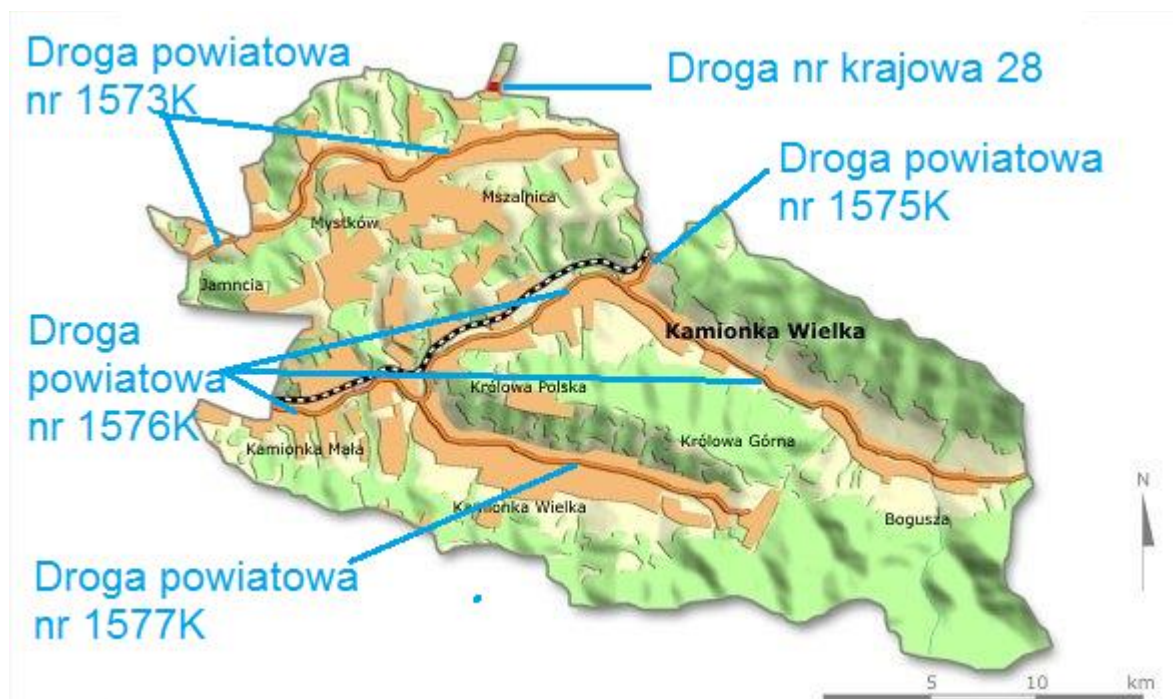 Droga powiatowa
nr 1573K
Droga nr krajowa 28
Droga powiatowa
nr 1575K
Mszalnica
Mystków
Jamncia
Droga
powiatowa
nr 1576K
Kamionka Wielka
Królowa Polska
Królowa Górna
Kamionka Mała
Kamionka Wielka
Bogusza
N
Droga powiatowa
nr 1577K
5 10 km